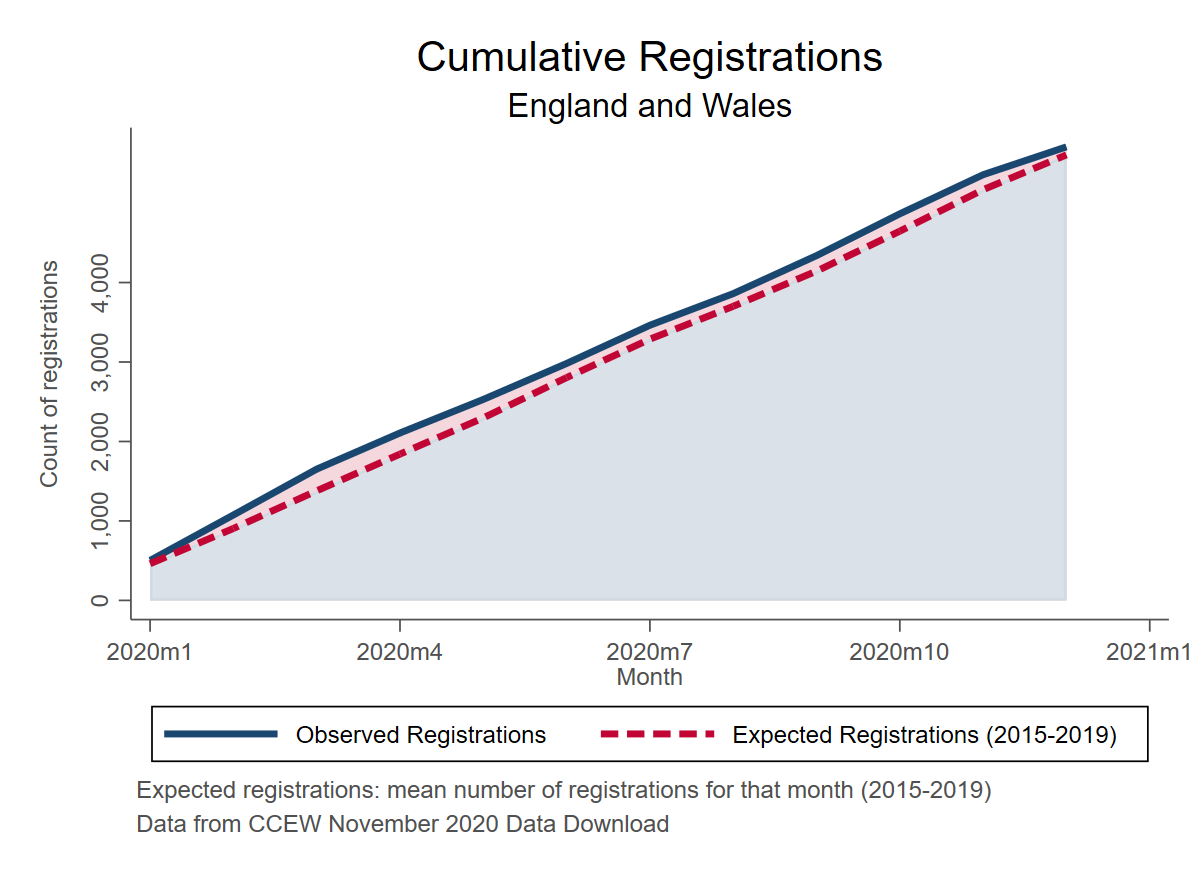 Cumulative Registrations
England and Wales
Count of registrations
4,000
3,000
2,000
1,000
0
2020m1 2020m4 2020m7 2020m10 2021m1
Month
Observed Registrations Expected Registrations (2015-2019)
Expected registrations: mean number of registrations for that month (2015-2019)
Data from CCEW November 2020 Data Download